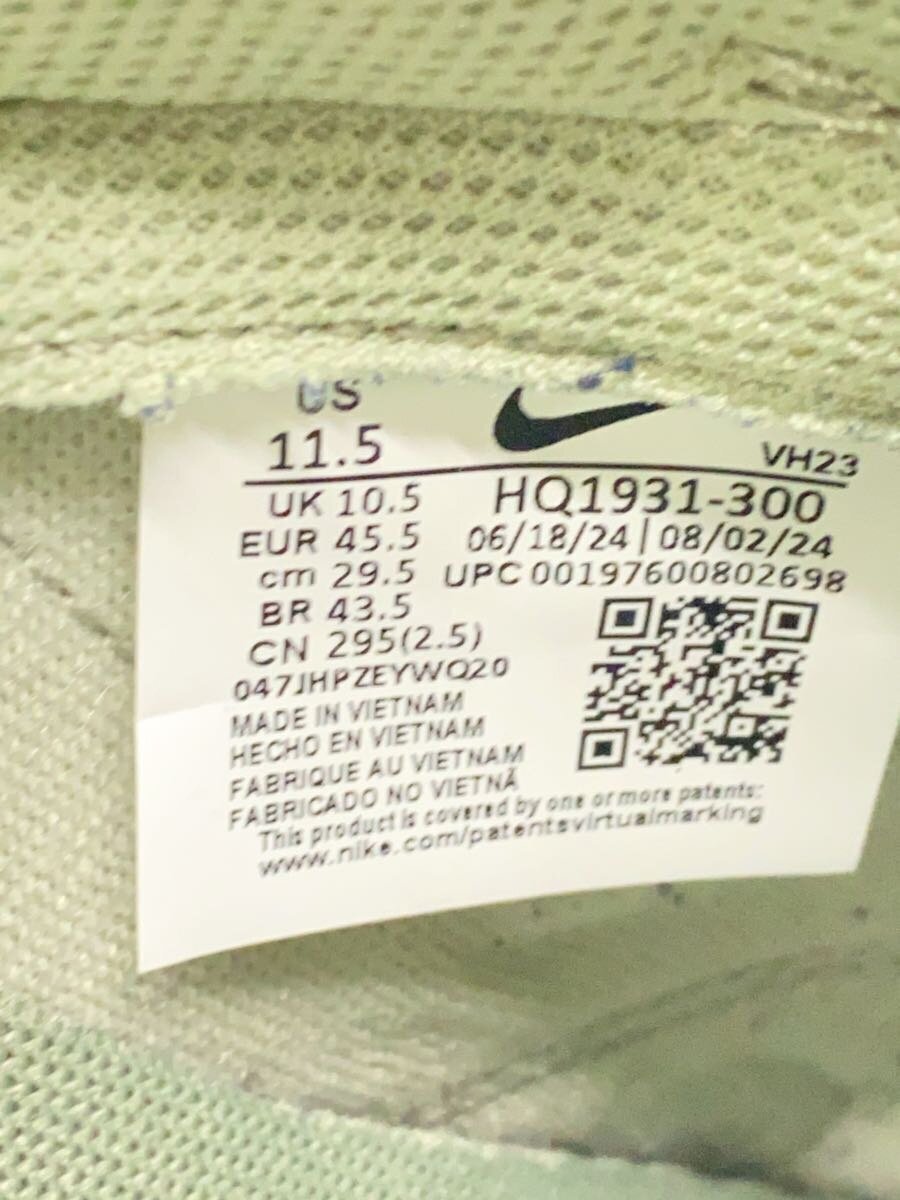 US
11.5
VH23
UK 10.5
HQ1931-300
EUR 45.5
06/18/24 | 08/02/24
cm 29.5
UPC 00197600802698
BR 43.5
CN 295(2.5)
047JHPZEYWQ20
MADE IN VIETNAM
HECHO EN VIETNAM
FABRIQUE AU VIETNAM
FABRICADO NO VIETNÃ
This product is covered by one or more patents:
www.nike.com/patentsvirtualmarking